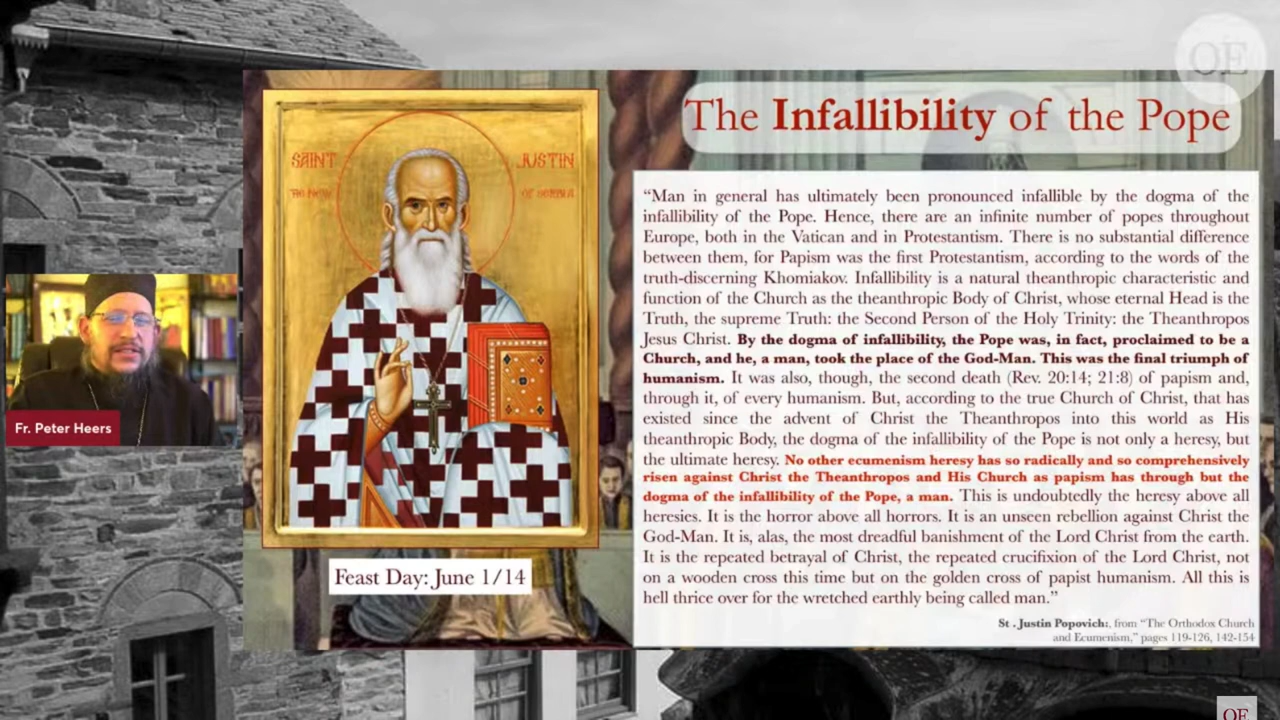 OE
The Infallibility of the Pope
SAINT JUSTIN
THE NEW OF SERBIA
“Man in general has ultimately been pronounced infallible by the dogma of the
infallibility of the Pope. Hence, there are an infinite number of popes throughout
Europe, both in the Vatican and in Protestantism. There is no substantial difference
between them, for Papism was the first Protestantism, according to the words of the
truth-discerning Khomiakov. Infallibility is a natural theanthropic characteristic and
function of the Church as the theanthropic Body of Christ, whose eternal Head is the
Truth, the supreme Truth: the Second Person of the Holy Trinity: the Theanthropos
Jesus Christ. By the dogma of infallibility, the Pope was, in fact, proclaimed to be a
Church, and he, a man, took the place of the God-Man. This was the final triumph of
humanism. It was also, though, the second death (Rev. 20:14; 21:8) of papism and,
through it, of every humanism. But, according to the true Church of Christ, that has
existed since the advent of Christ the Theanthropos into this world as His
theanthropic Body, the dogma of the infallibility of the Pope is not only a heresy, but
the ultimate heresy. No other ecumenism heresy has so radically and so comprehensively
risen against Christ the Theanthropos and His Church as papism has through but the
dogma of the infallibility of the Pope, a man. This is undoubtedly the heresy above all
heresies. It is the horror above all horrors. It is an unseen rebellion against Christ the
God-Man. It is, alas, the most dreadful banishment of the Lord Christ from the earth.
It is the repeated betrayal of Christ, the repeated crucifixion of the Lord Christ, not
on a wooden cross this time but on the golden cross of papist humanism. All this is
hell thrice over for the wretched earthly being called man.”
St . Justin Popovich:, from “The Orthodox Church
and Ecumenism,” pages 119-126, 142-154
Fr. Peter Heers
Feast Day: June 1/14
OE